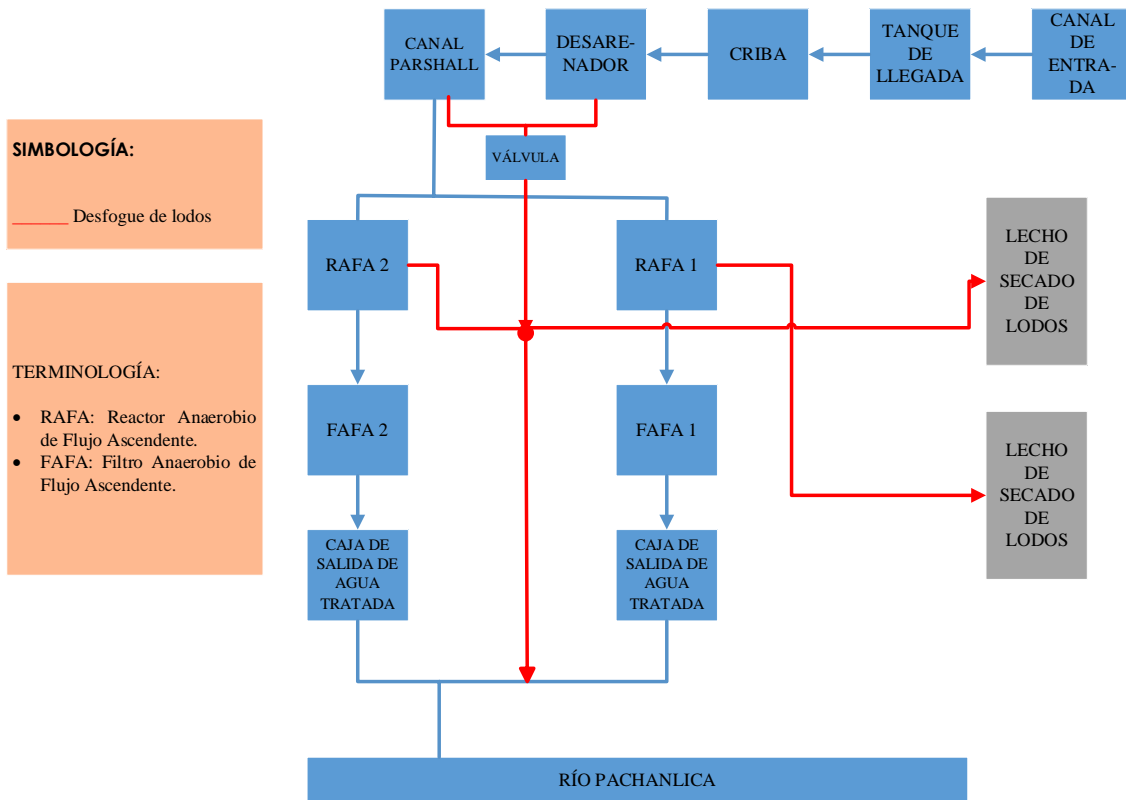 CANAL
PARSHALL
DESARE-
NADOR
CRIBA
TANQUE
DE
LLEGADA
CANAL
DE
ENTRA-
DA
VÁLVULA
SIMBOLOGÍA:
______ Desfogue de lodos
RAFA 2
RAFA 1
LECHO
DE
SECADO
DE
LODOS
TERMINOLOGÍA:
• RAFA: Reactor Anaerobio
de Flujo Ascendente.
• FAFA: Filtro Anaerobio de
Flujo Ascendente.
FAFA 2
FAFA 1
LECHO
DE
SECADO
DE
LODOS
CAJA DE
SALIDA DE
AGUA
TRATADA
CAJA DE
SALIDA DE
AGUA
TRATADA
RÍO PACHANLICA